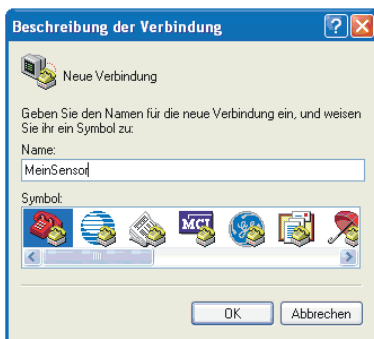 Beschreibung der Verbindung
Neue Verbindung
Geben Sie den Namen für die neue Verbindung ein, und weisen
Sie ihr ein Symbol zu:
Name:
MeinSensor
Symbol:
MCI
OK
Abbrechen